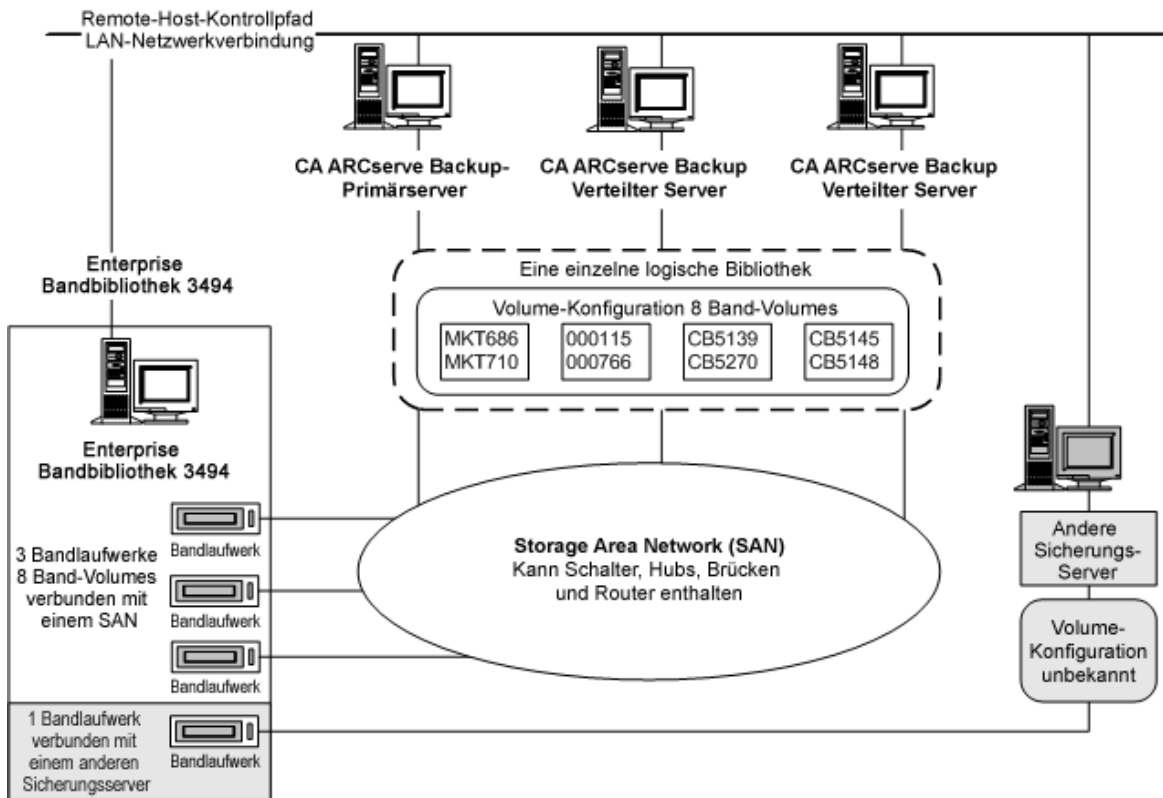 Remote-Host-Kontrollpfad
LAN-Netzwerkverbindung
CA ARCserve Backup-
Primärserver
CA ARCserve Backup
Verteilter Server
CA ARCserve Backup
Verteilter Server
Enterprise
Bandbibliothek 3494
Eine einzelne logische Bibliothek
Volume-Konfiguration 8 Band-Volumes
MKT686
MKT710
000115
000766
CB5139
CB5270
CB5145
CB5148
Enterprise
Bandbibliothek 3494
3 Bandlaufwerke
8 Band-Volumes
verbunden mit
einem SAN
Bandlaufwerk
Bandlaufwerk
Bandlaufwerk
Storage Area Network (SAN)
Kann Schalter, Hubs, Brücken
und Router enthalten
Andere
Sicherungs-
Server
Volume-
Konfiguration
unbekannt
1 Bandlaufwerk
verbunden mit
einem anderen
Sicherungsserver
Bandlaufwerk